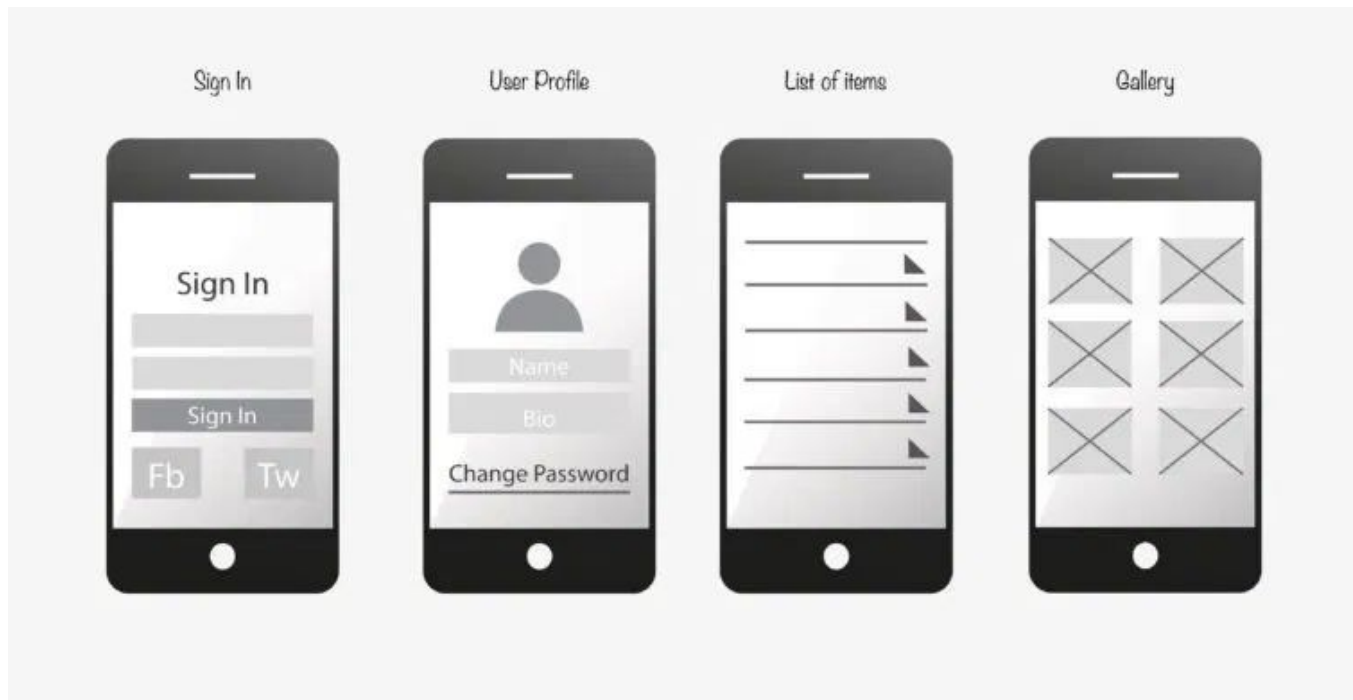 Sign In
User Profile
List of items
Gallery
Sign In
Sign In
Fb
Tw
Name
Bio
Change Password